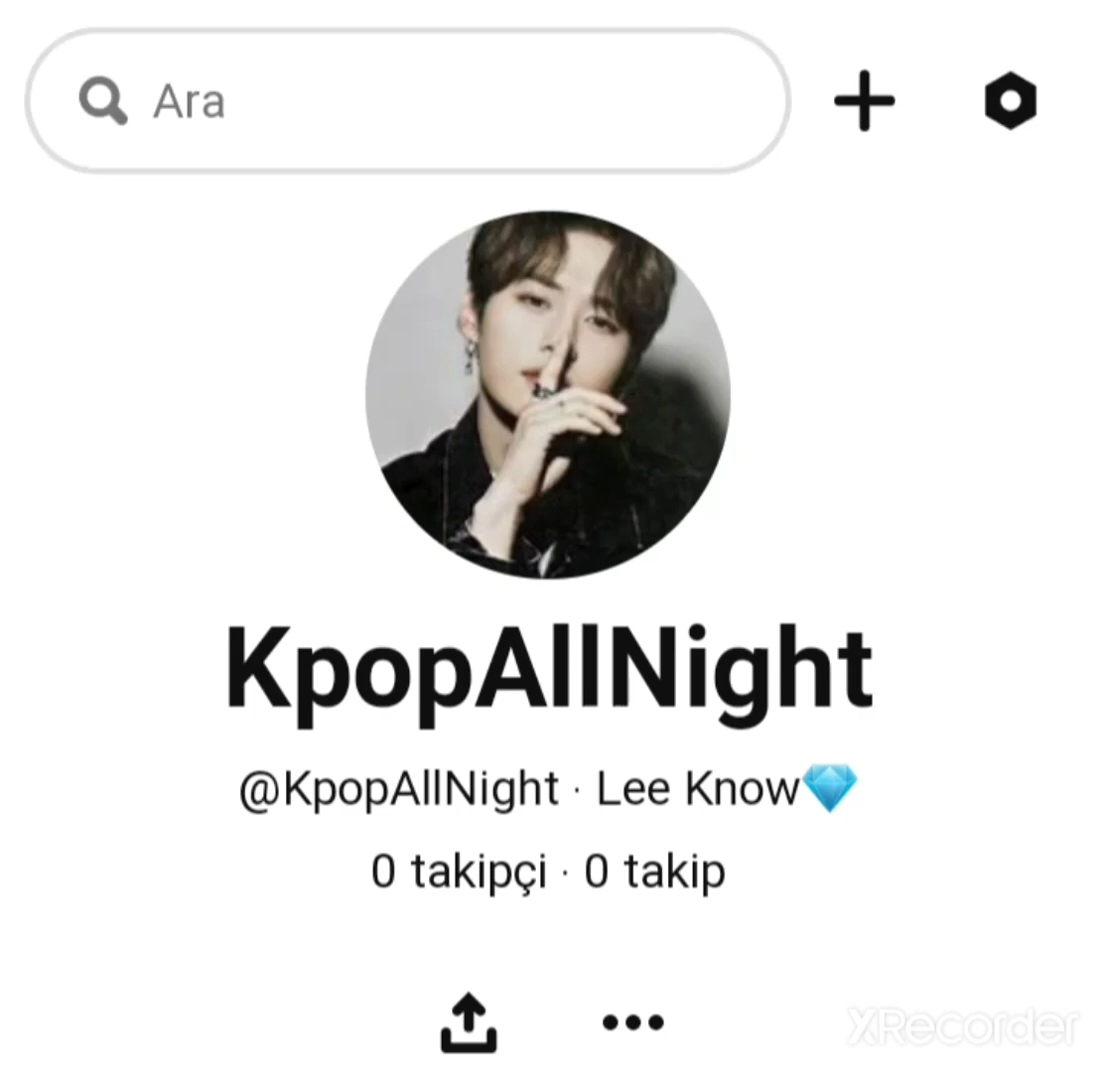 Ara
KpopAllNight
@KpopAllNight · Lee Know💎
0 takipçi · 0 takip
XRecorder